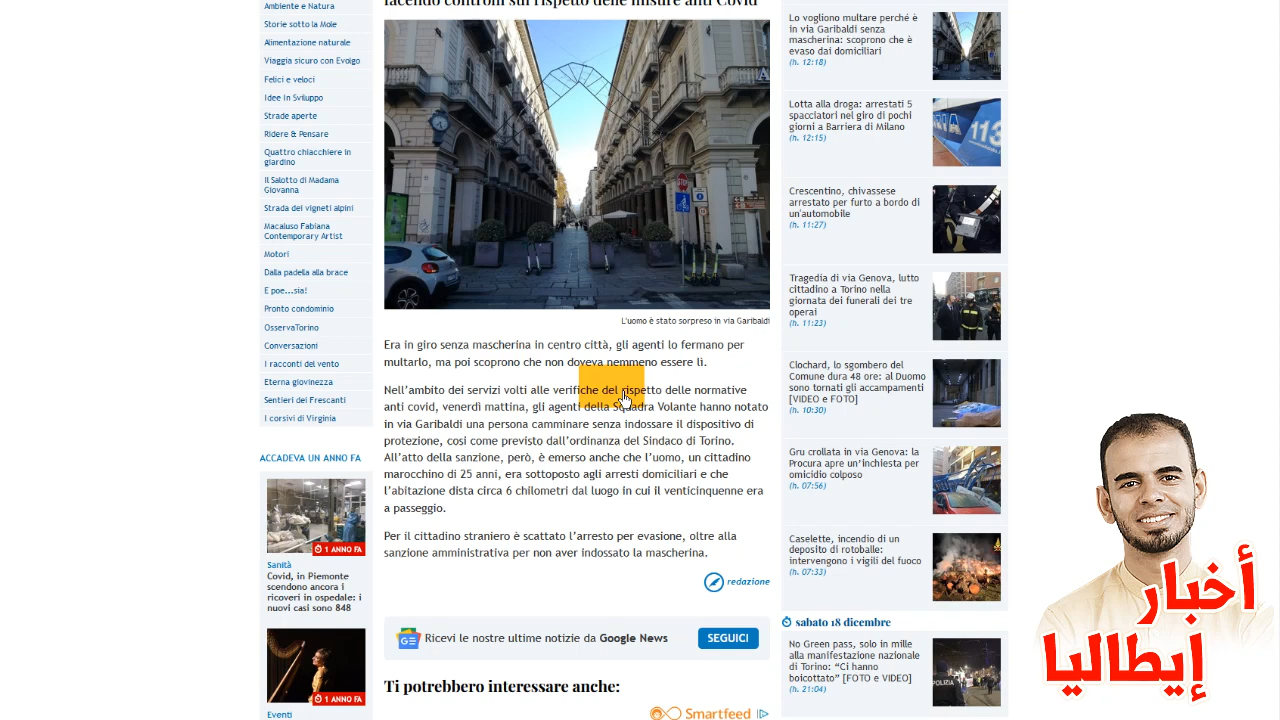 facendo controlli sul rispetto delle misure anti Covid
Ambiente e Natura
Storie sotto la Mole
Alimentazione naturale
Viaggia sicuro con Evolgo
Felici e veloci
Idee In Sviluppo
Strade aperte
Ridere & Pensare
Quattro chiacchiere in
giardino
Il Salotto di Madama
Giovanna
Strada dei vigneti alpini
Macaluso Fabiana
Contemporary Artist
Motori
Dalla padella alla brace
E poe...sia!
Pronto condominio
OsservaTorino
Conversazioni
I racconti del vento
Eterna giovinezza
Sentieri dei Frescanti
I corsivi di Virginia
ACCADEVA UN ANNO FA
1 ANNO FA
Sanità
Covid, in Piemonte
scendono ancora i
ricoveri in ospedale: i
nuovi casi sono 848
1 ANNO FA
Eventi
L'uomo è stato sorpreso in via Garibaldi
Era in giro senza mascherina in centro città, gli agenti lo fermano per
multarlo, ma poi scoprono che non doveva nemmeno essere lì.
Nell'ambito dei servizi volti alle verifiche del rispetto delle normative
anti covid, venerdì mattina, gli agenti della Squadra Volante hanno notato
in via Garibaldi una persona camminare senza indossare il dispositivo di
protezione, così come previsto dall'ordinanza del Sindaco di Torino.
All'atto della sanzione, però, è emerso anche che l'uomo, un cittadino
marocchino di 25 anni, era sottoposto agli arresti domiciliari e che
l'abitazione dista circa 6 chilometri dal luogo in cui il venticinquenne era
a passeggio.
Per il cittadino straniero è scattato l'arresto per evasione, oltre alla
sanzione amministrativa per non aver indossato la mascherina.
redazione
Ricevi le nostre ultime notizie da Google News
SEGUICI
Ti potrebbero interessare anche:
Smartfeed
Lo vogliono multare perché è
in via Garibaldi senza
mascherina: scoprono che è
evaso dai domiciliari
(h. 12:18)
Lotta alla droga: arrestati 5
spacciatori nel giro di pochi
giorni a Barriera di Milano
(h. 12:15)
113
Crescentino, chivassese
arrestato per furto a bordo di
un'automobile
(h. 11:27)
Tragedia di via Genova, lutto
cittadino a Torino nella
giornata dei funerali dei tre
operai
(h. 11:23)
Clochard, lo sgombero del
Comune dura 48 ore: al Duomo
sono tornati gli accampamenti
[VIDEO e FOTO]
(h. 10:30)
Gru crollata in via Genova: la
Procura apre un'inchiesta per
omicidio colposo
(h. 07:56)
Caselette, incendio di un
deposito di rotoballe:
intervengono i vigili del fuoco
(h. 07:33)
sabato 18 dicembre
No Green pass, solo in mille
alla manifestazione nazionale
di Torino: "Ci hanno
boicottato" [FOTO e VIDEO]
(h. 21:04)
POLIZIA
أخبار
إيطاليا